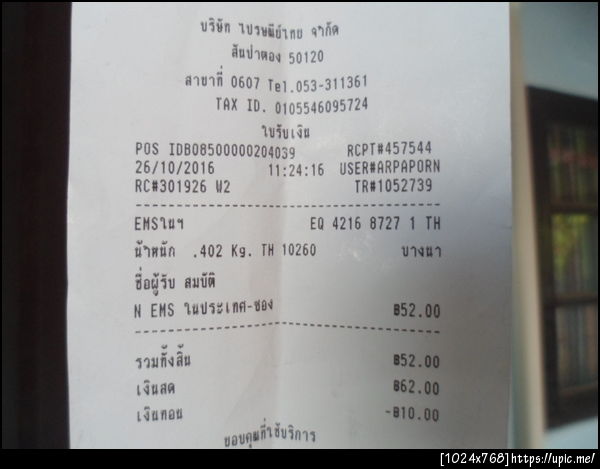 บริษัท ไปรษณีย์ไทย จำกัด
สันป่าตอง 50120
สาขาที่ 0607 Tel.053-311361
TAX ID. 0105546095724
ใบรับเงิน
POS IDB08500000204039 RCPT#457544
26/10/2016 11:24:16 USER#ARPAPORN
RC#301926 W2 TR#1052739
EMSในฯ EQ 4216 8727 1 TH
น้ำหนัก .402 Kg. TH 10260 บางนา
ชื่อผู้รับ สมบัติ
N EMS ในประเทศ-ซอง ฿52.00
รวมทั้งสิ้น ฿52.00
เงินสด ฿62.00
เงินทอน -฿10.00
ขอบคุณที่ใช้บริการ
[1024x768]https://upic.me/